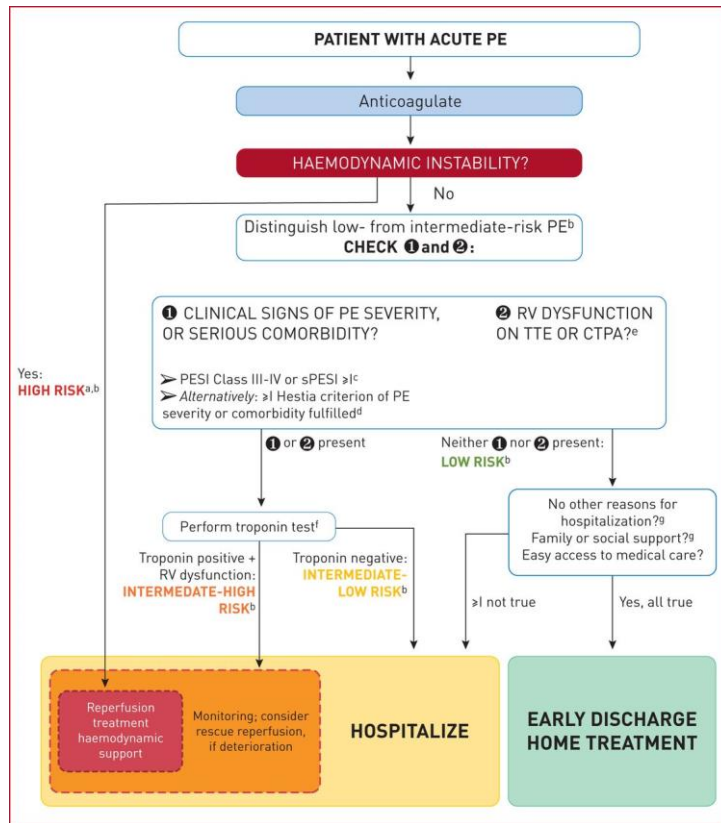 PATIENT WITH ACUTE PE
Anticoagulate
HAEMODYNAMIC INSTABILITY?
No
Distinguish low- from intermediate-risk PEᵇ
CHECK ❶ and ❷:
❶ CLINICAL SIGNS OF PE SEVERITY,
OR SERIOUS COMORBIDITY?
➢ PESI Class III-IV or sPESI ⩾Iᶜ
➢ Alternatively: ⩾I Hestia criterion of PE
severity or comorbidity fulfilledᵈ
❷ RV DYSFUNCTION
ON TTE OR CTPA?ᵉ
Yes:
HIGH RISKᵃ,ᵇ
❶ or ❷ present
Neither ❶ nor ❷ present:
LOW RISKᵇ
Perform troponin testᶠ
No other reasons for
hospitalization?ᵍ
Family or social support?ᵍ
Easy access to medical care?
Troponin positive +
RV dysfunction:
INTERMEDATE-HIGH
RISKᵇ
Troponin negative:
INTERMEDIATE-
LOW RISKᵇ
⩾I not true
Yes, all true
Reperfusion
treatment
haemodynamic
support
Monitoring; consider
rescue reperfusion,
if deterioration
HOSPITALIZE
EARLY DISCHARGE
HOME TREATMENT